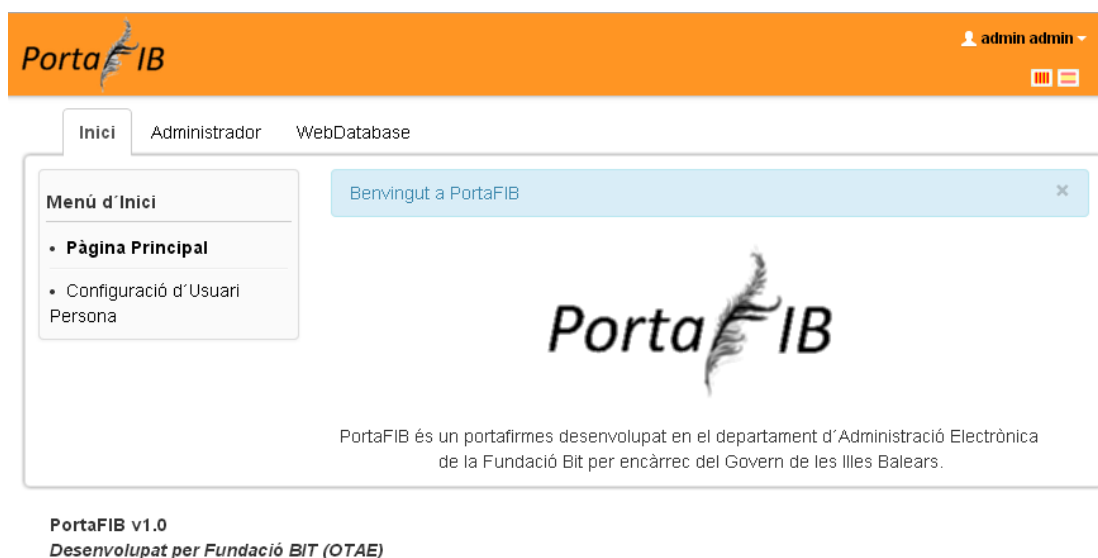 PortaFIB
admin admin
Inici Administrador WebDatabase
Menú d´Inici
• Pàgina Principal
• Configuració d´Usuari
Persona
Benvingut a PortaFIB ×
PortaFIB
PortaFIB és un portafirmes desenvolupat en el departament d´Administració Electrònica
de la Fundació Bit per encàrrec del Govern de les Illes Balears.
PortaFIB v1.0
Desenvolupat per Fundació BIT (OTAE)